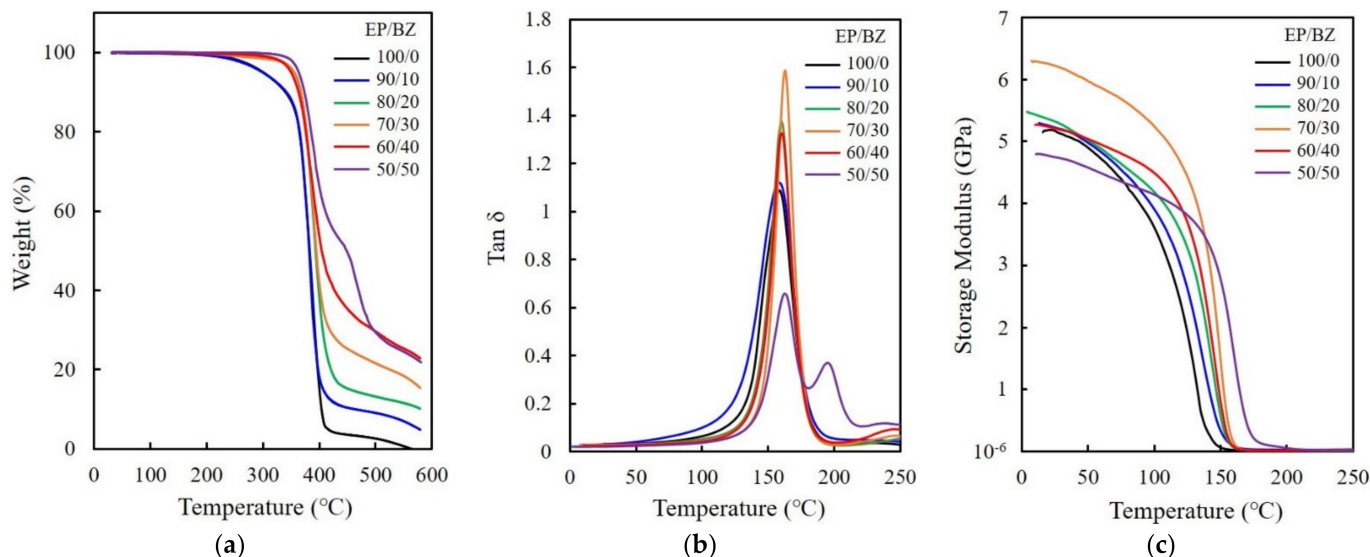 EP/BZ
100/0
90/10
80/20
70/30
60/40
50/50
100
80
60
40
20
0
Weight (%)
0 100 200 300 400 500 600
Temperature (℃)
(a)
EP/BZ
100/0
90/10
80/20
70/30
60/40
50/50
1.8
1.6
1.4
1.2
1
0.8
0.6
0.4
0.2
0
Tan δ
0 50 100 150 200 250
Temperature (℃)
(b)
EP/BZ
100/0
90/10
80/20
70/30
60/40
50/50
7
6
5
4
3
2
1
10-6
Storage Modulus (GPa)
0 50 100 150 200 250
Temperature (℃)
(c)